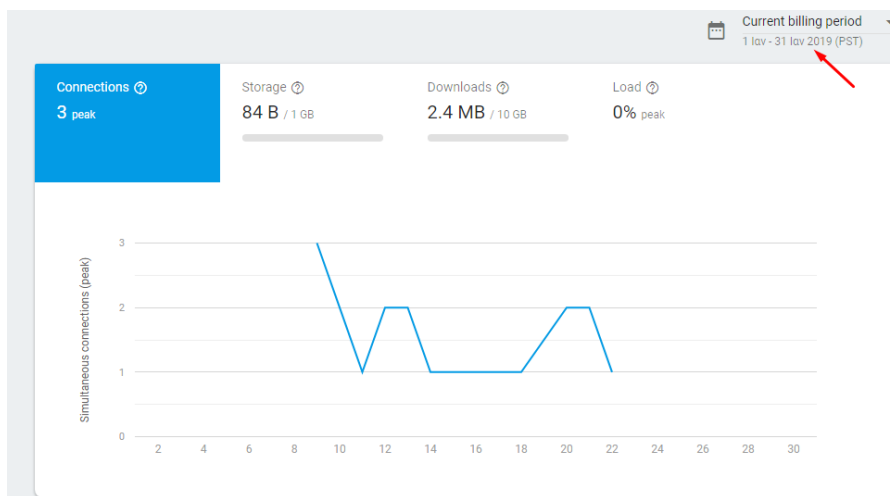 Current billing period
1 Ιαν - 31 Ιαν 2019 (PST)
Connections
3 peak
Storage
84 B / 1 GB
Downloads
2.4 MB / 10 GB
Load
0% peak
Simultaneous connections (peak)
3
2
1
0
2 4 6 8 10 12 14 16 18 20 22 24 26 28 30